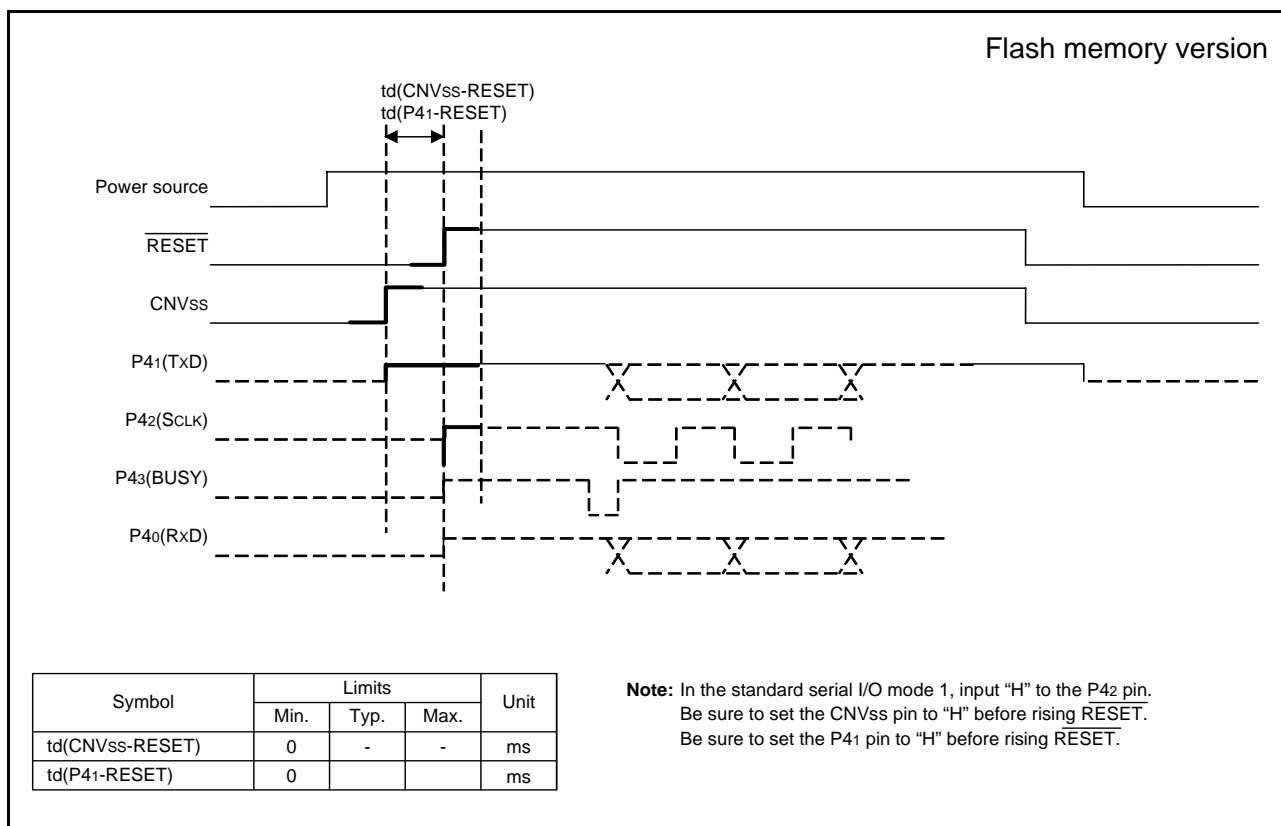 Flash memory version
td(CNVSS-RESET)
td(P41-RESET)
Power source
RESET
CNVSS
P41(TXD)
P42(SCLK)
P43(BUSY)
P40(RXD)
Symbol Limits Unit
Min. Typ. Max.
td(CNVSS-RESET) 0 - - ms
td(P41-RESET) 0 ms
Note: In the standard serial I/O mode 1, input “H” to the P42 pin.
Be sure to set the CNVss pin to “H” before rising RESET.
Be sure to set the P41 pin to “H” before rising RESET.